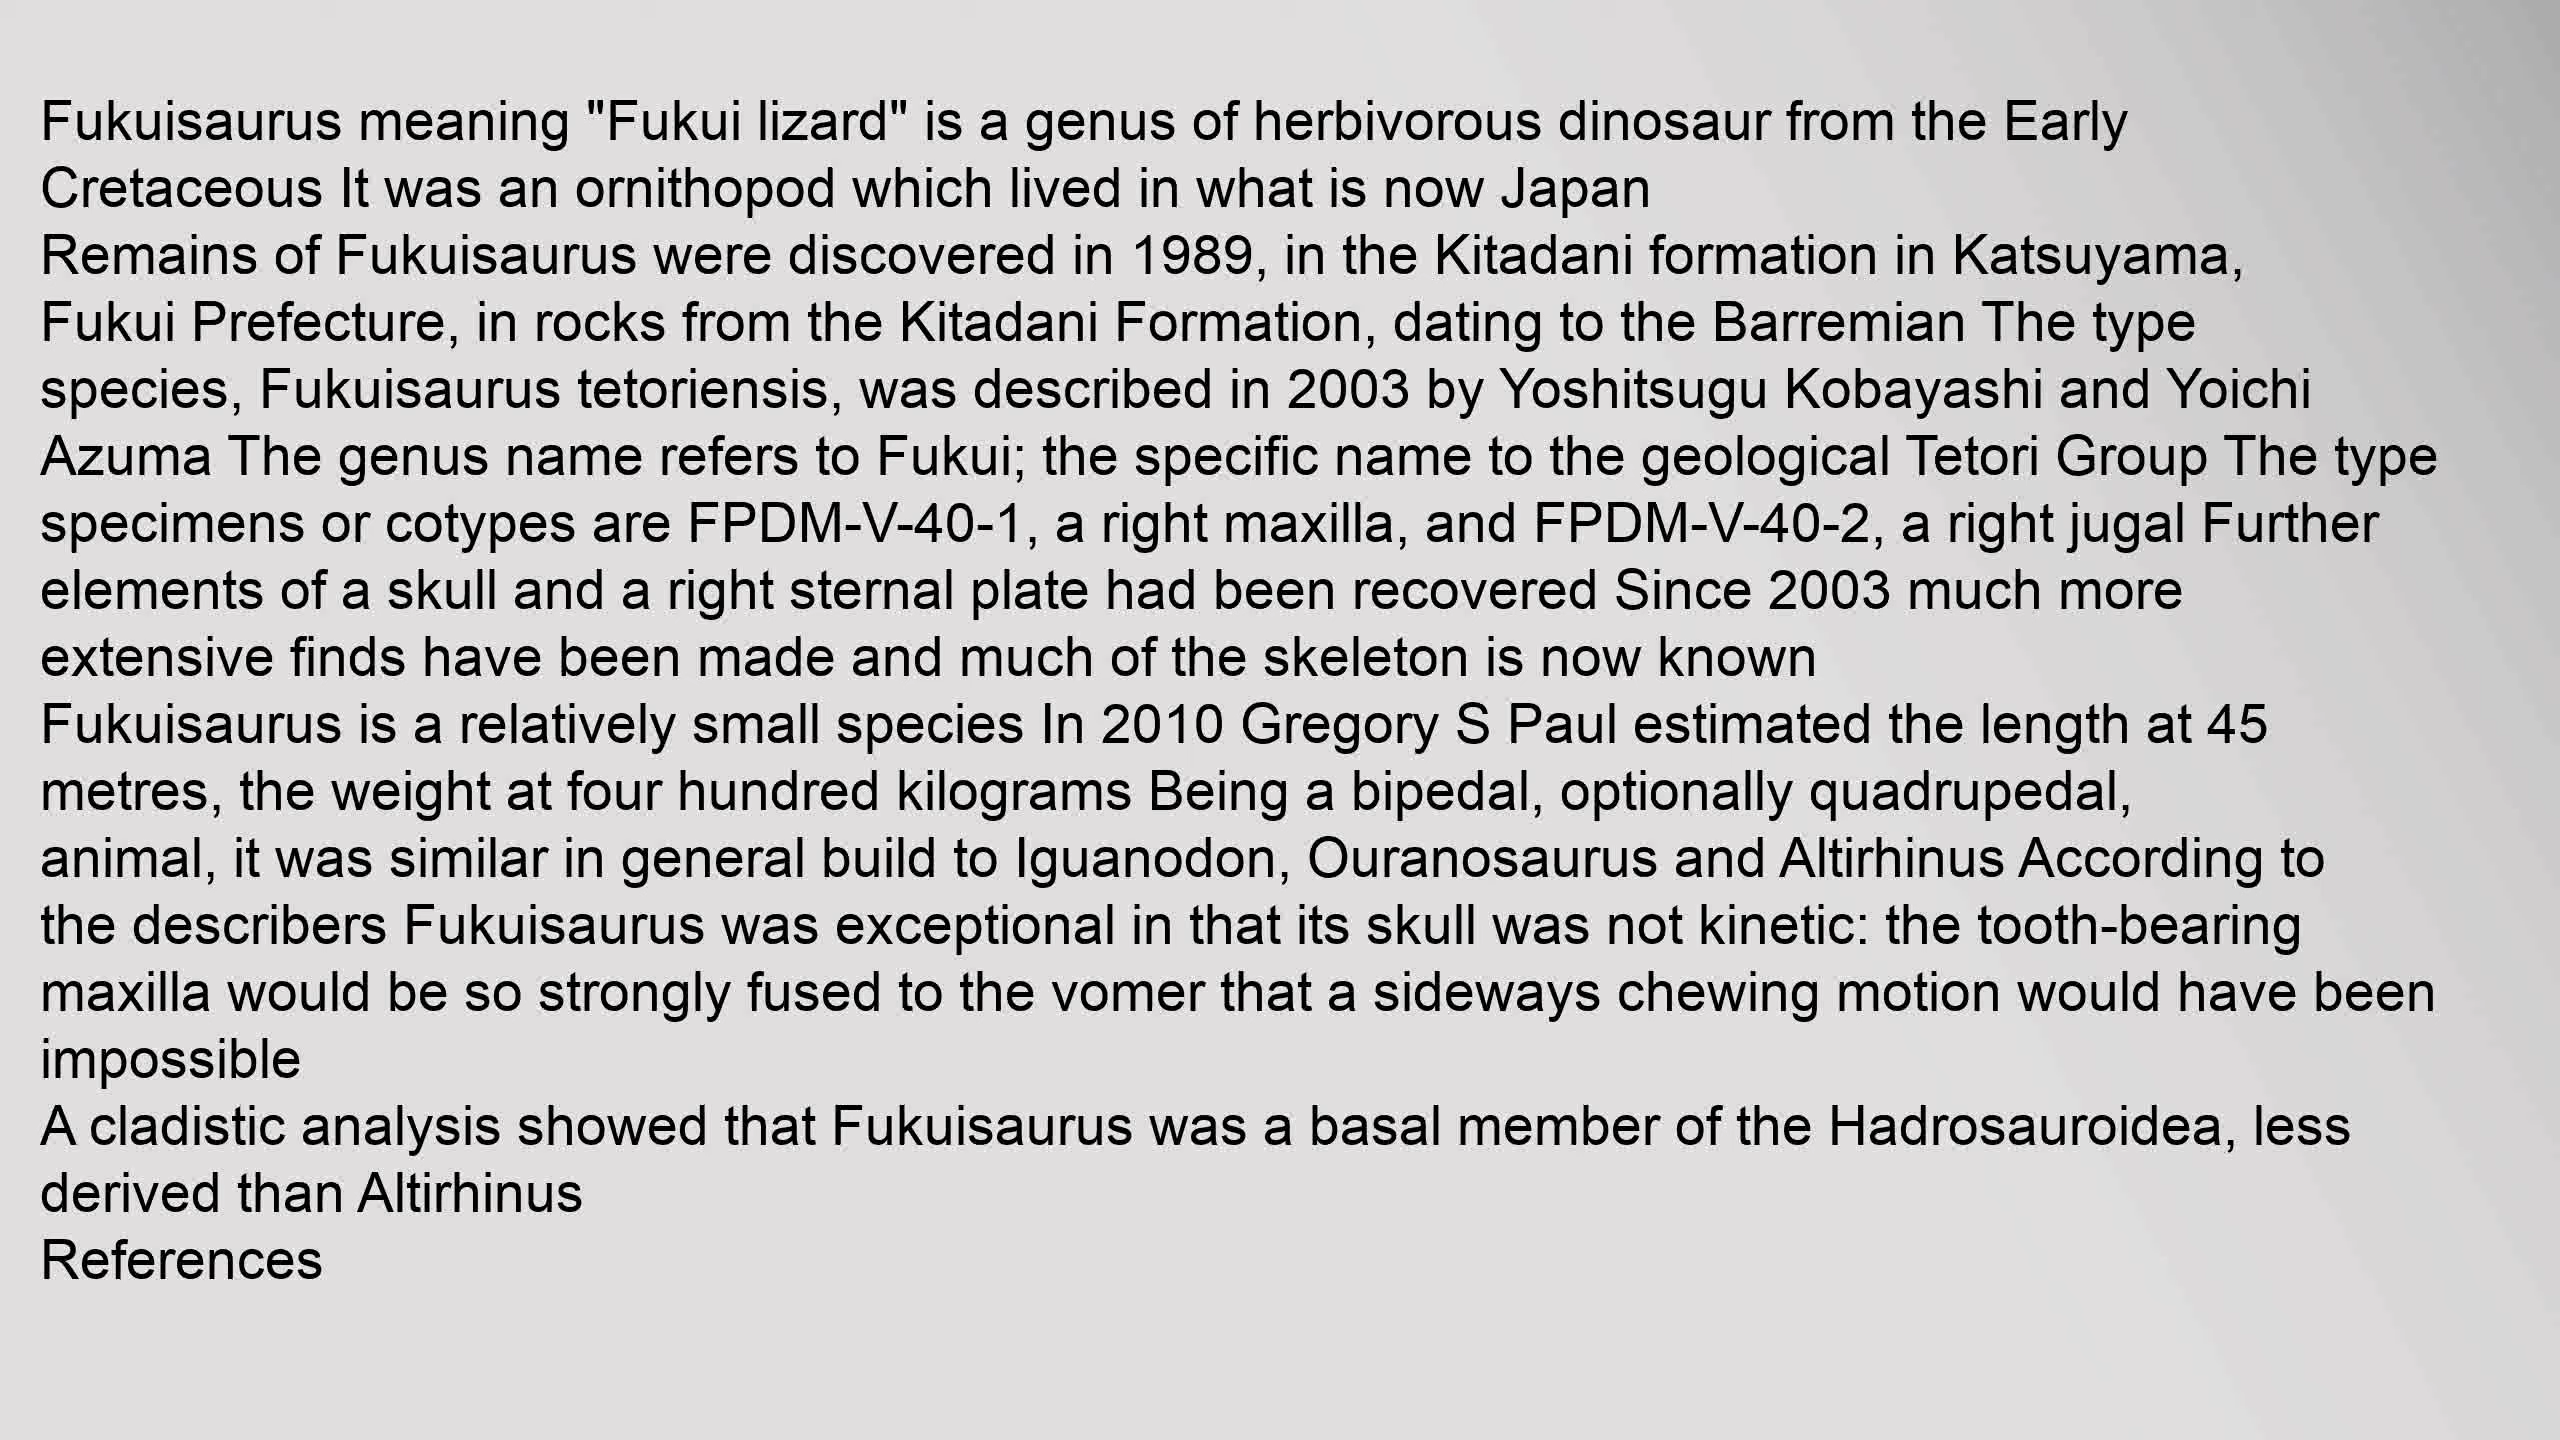 Fukuisaurus meaning "Fukui lizard" is a genus of herbivorous dinosaur from the Early
Cretaceous It was an ornithopod which lived in what is now Japan
Remains of Fukuisaurus were discovered in 1989, in the Kitadani formation in Katsuyama,
Fukui Prefecture, in rocks from the Kitadani Formation, dating to the Barremian The type
species, Fukuisaurus tetoriensis, was described in 2003 by Yoshitsugu Kobayashi and Yoichi
Azuma The genus name refers to Fukui; the specific name to the geological Tetori Group The type
specimens or cotypes are FPDM-V-40-1, a right maxilla, and FPDM-V-40-2, a right jugal Further
elements of a skull and a right sternal plate had been recovered Since 2003 much more
extensive finds have been made and much of the skeleton is now known
Fukuisaurus is a relatively small species In 2010 Gregory S Paul estimated the length at 45
metres, the weight at four hundred kilograms Being a bipedal, optionally quadrupedal,
animal, it was similar in general build to Iguanodon, Ouranosaurus and Altirhinus According to
the describers Fukuisaurus was exceptional in that its skull was not kinetic: the tooth-bearing
maxilla would be so strongly fused to the vomer that a sideways chewing motion would have been
impossible
A cladistic analysis showed that Fukuisaurus was a basal member of the Hadrosauroidea, less
derived than Altirhinus
References